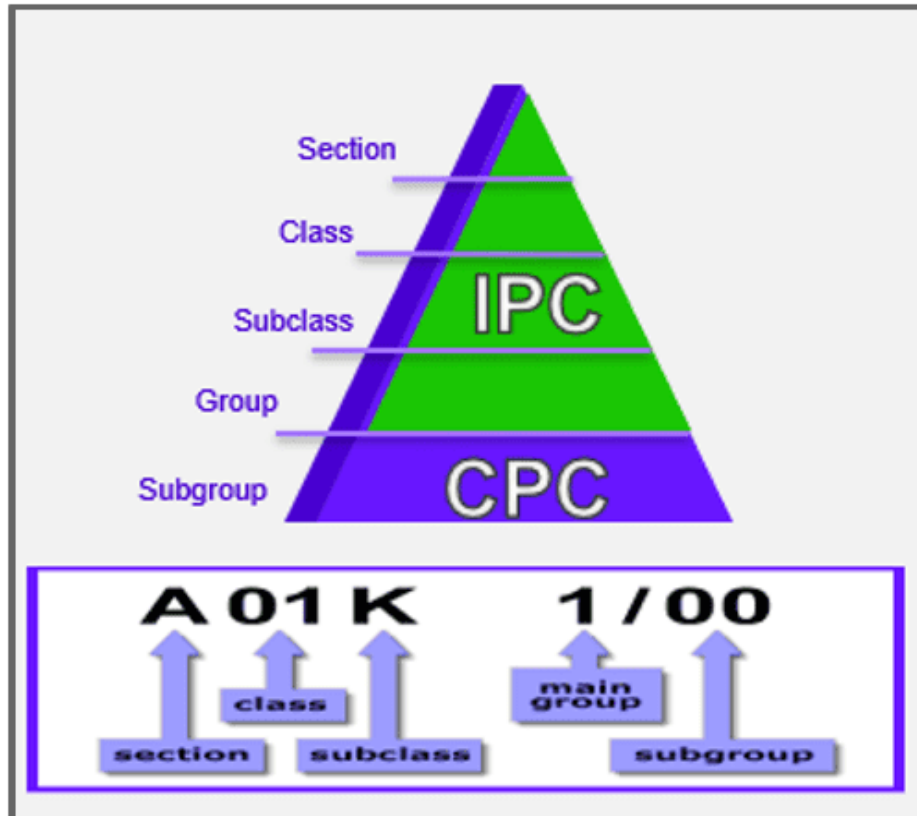 Section
Class
IPC
Subclass
Group
CPC
Subgroup
A 01 K 1/00
main
group
class
section
subclass
subgroup